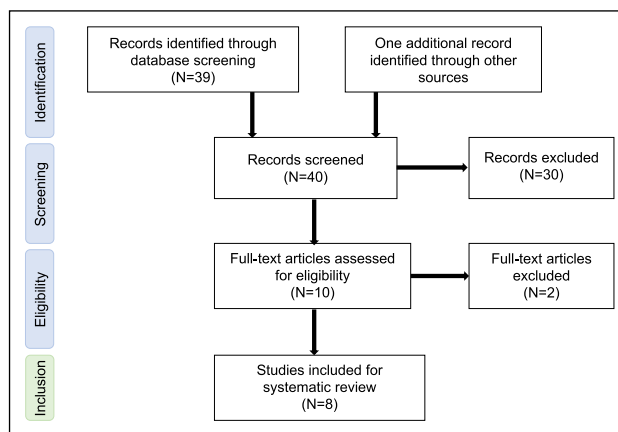 Identification
Records identified through
database screening
(N=39)
One additional record
identified through other
sources
Screening
Records screened
(N=40)
Records excluded
(N=30)
Eligibility
Full-text articles assessed
for eligibility
(N=10)
Full-text articles
excluded
(N=2)
Inclusion
Studies included for
systematic review
(N=8)